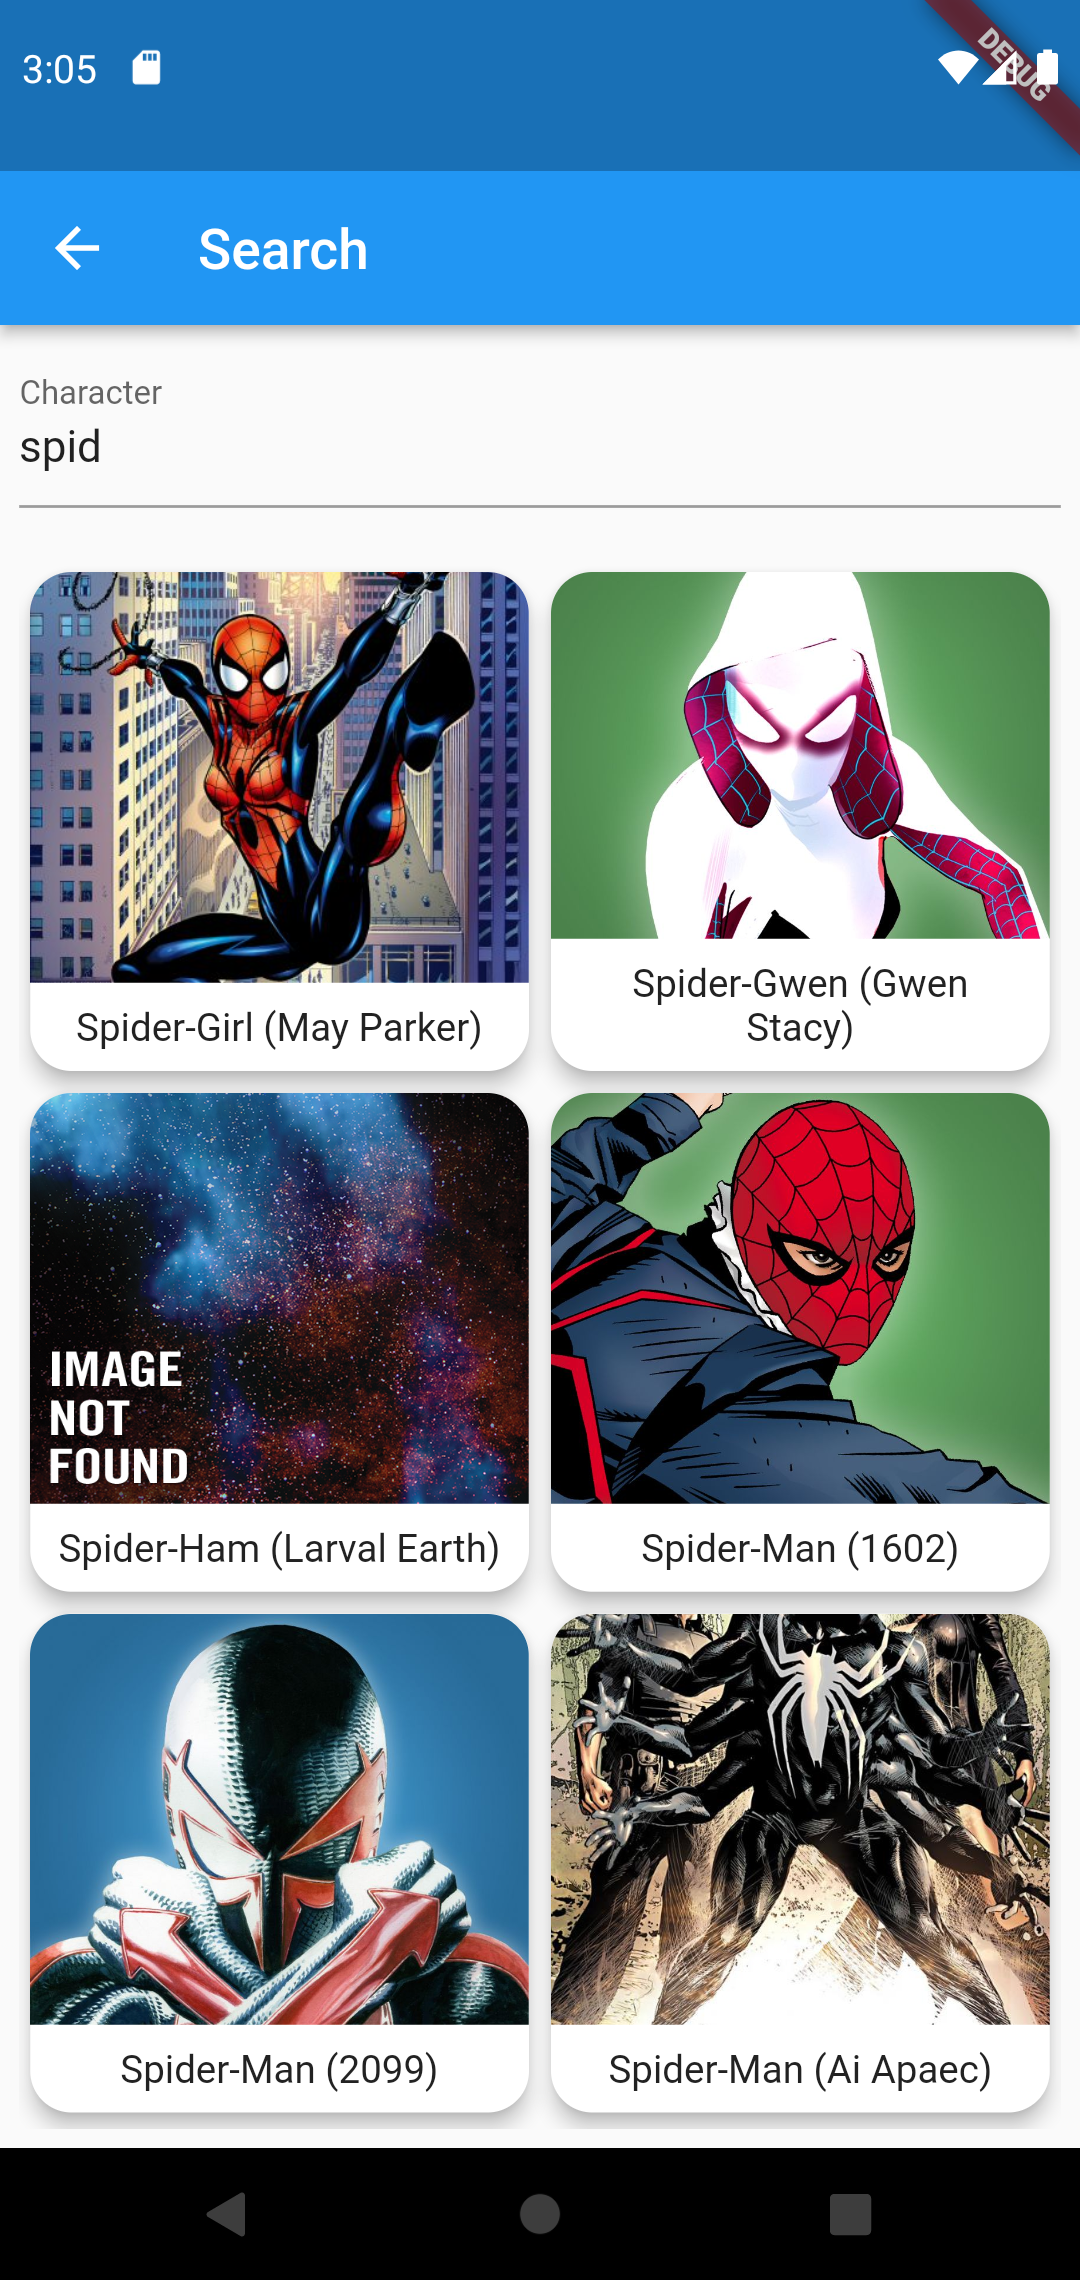 3:05
DEBUG
Search
Character
spid
Spider-Girl (May Parker)
Spider-Gwen (Gwen
Stacy)
IMAGE
NOT
FOUND
Spider-Ham (Larval Earth)
Spider-Man (1602)
Spider-Man (2099)
Spider-Man (Ai Apaec)